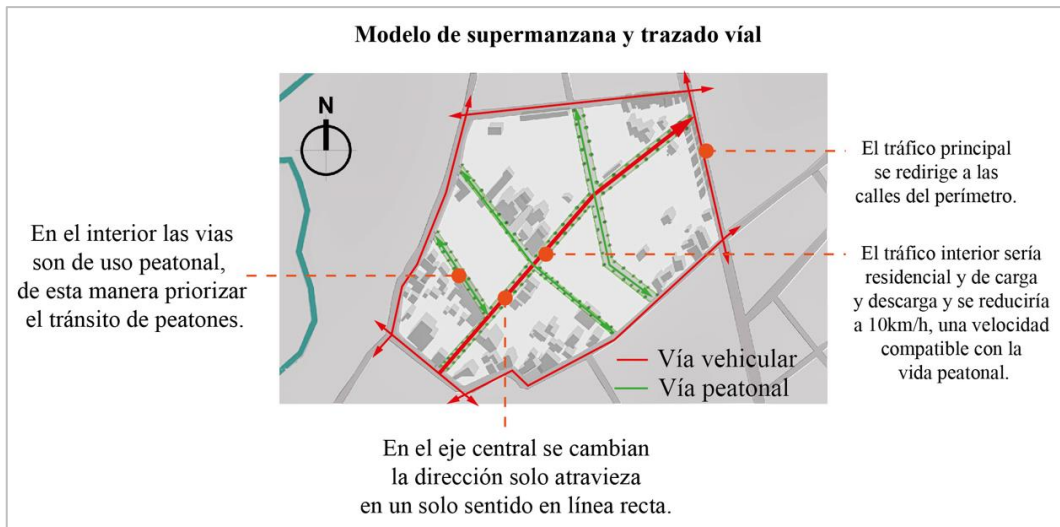 Modelo de supermanzana y trazado víal
N
En el interior las vias
son de uso peatonal,
de esta manera priorizar
el tránsito de peatones.
El tráfico principal
se redirige a las
calles del perímetro.
El tráfico interior sería
residencial y de carga
y descarga y se reduciría
a 10km/h, una velocidad
compatible con la
vida peatonal.
Vía vehicular
Vía peatonal
En el eje central se cambian
la dirección solo atravieza
en un solo sentido en línea recta.